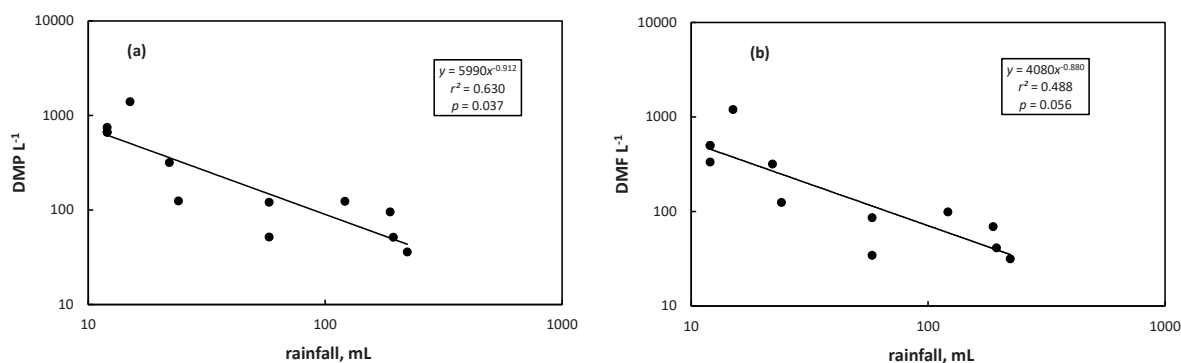 10000
(a)
y = 5990x^-0.912
r² = 0.630
p = 0.037
1000
DMP L⁻¹
100
10
10
100
1000
rainfall, mL
10000
(b)
y = 4080x^-0.880
r² = 0.488
p = 0.056
1000
DMF L⁻¹
100
10
10
100
1000
rainfall, mL